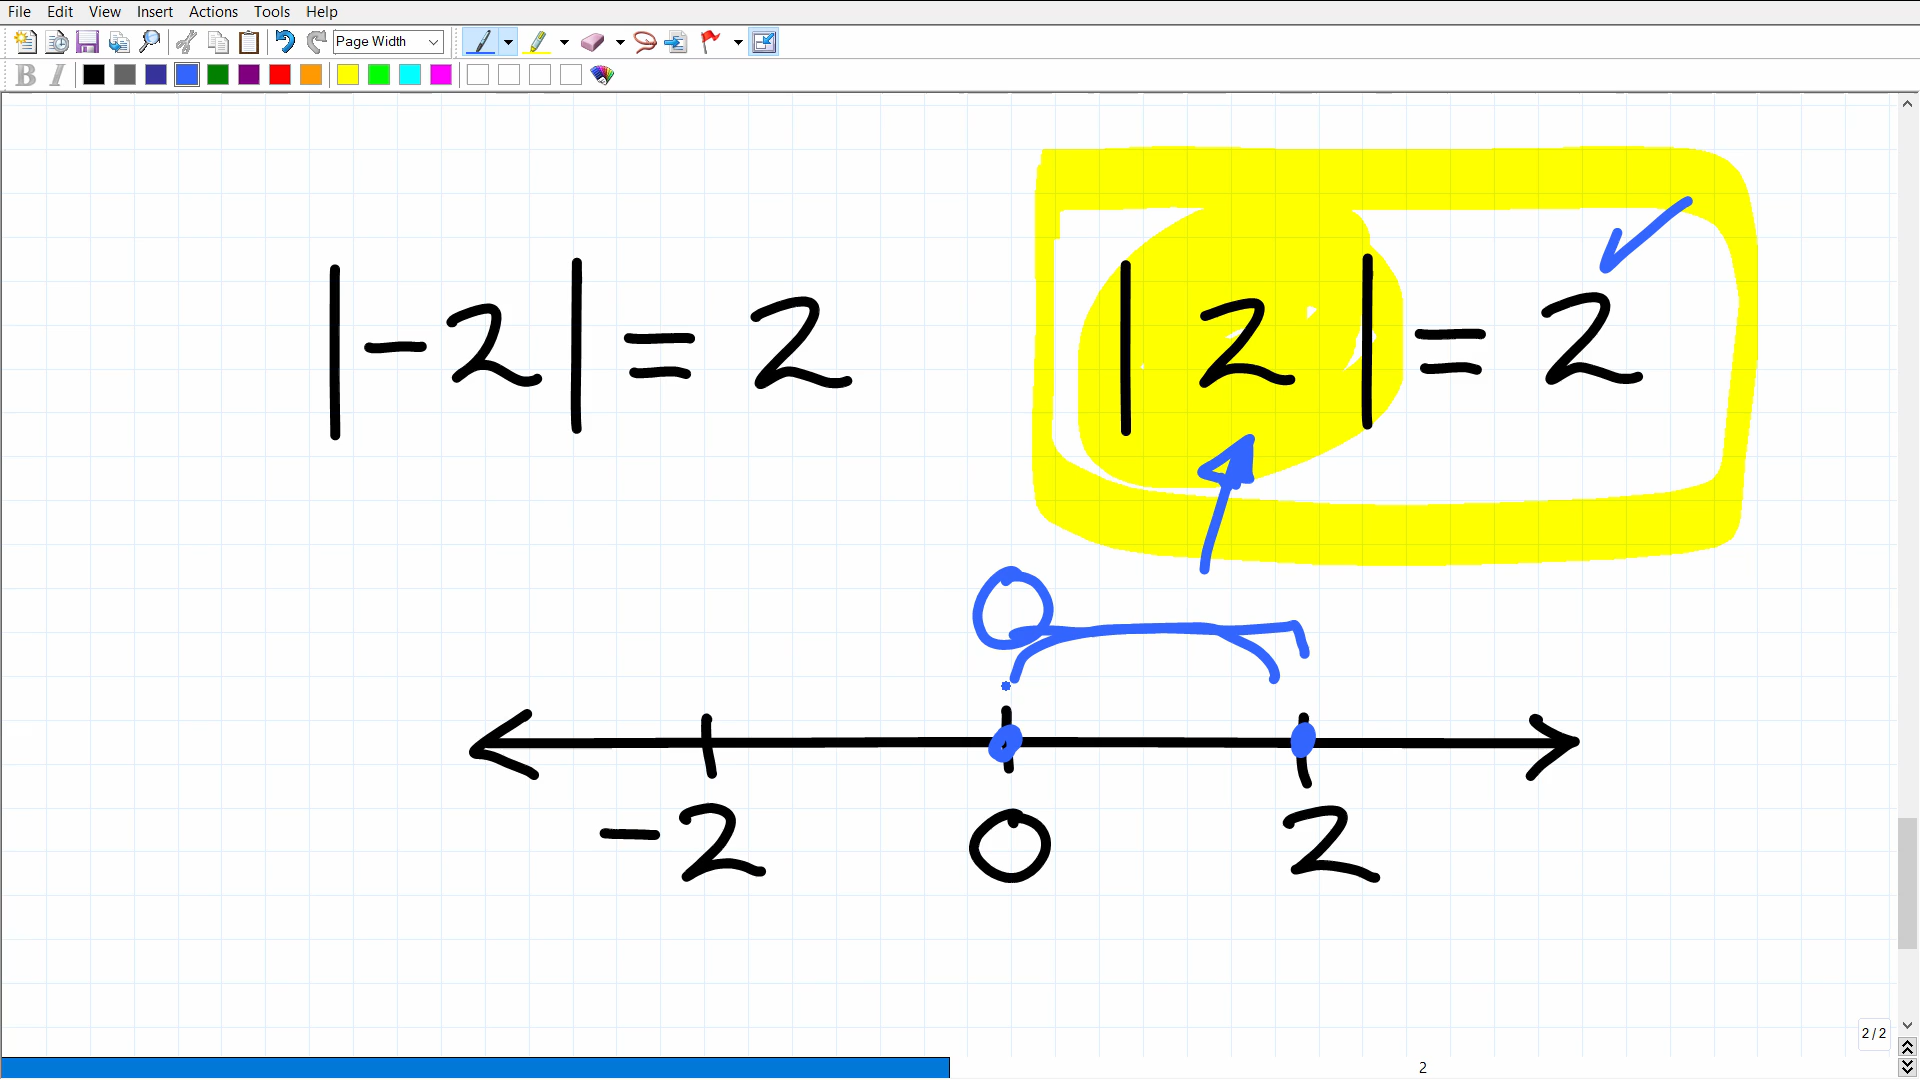 File Edit View Insert Actions Tools Help
Page Width
B I
|-2| = 2 |2| = 2
-2 0 2
2 / 2
2